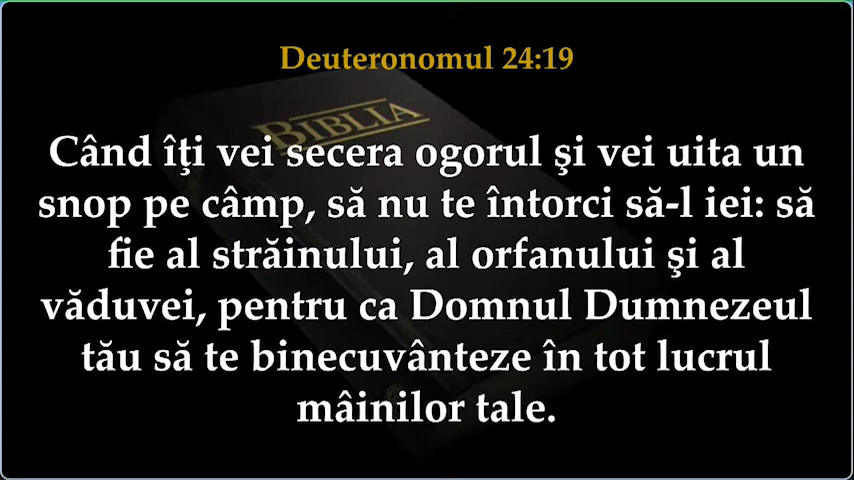 Deuteronomul 24:19
BIBLIA
Când îţi vei secera ogorul şi vei uita un
snop pe câmp, să nu te întorci să-l iei: să
fie al străinului, al orfanului şi al
văduvei, pentru ca Domnul Dumnezeul
tău să te binecuvânteze în tot lucrul
mâinilor tale.